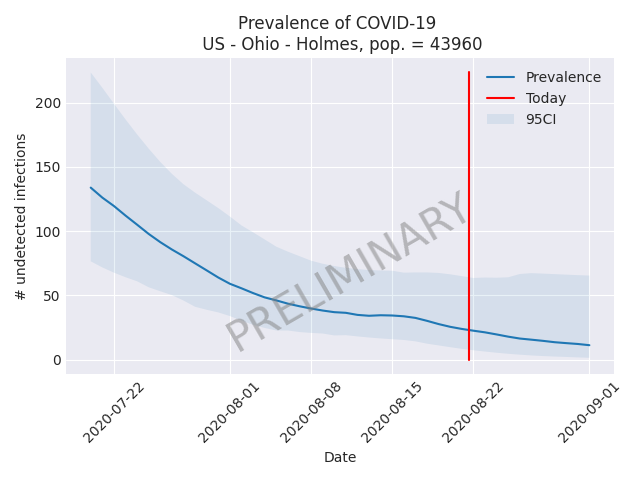 Prevalence of COVID-19
US - Ohio - Holmes, pop. = 43960
Prevalence
Today
95CI
# undetected infections
200
150
100
50
0
PRELIMINARY
2020-07-22
2020-08-01
2020-08-08
2020-08-15
2020-08-22
2020-09-01
Date